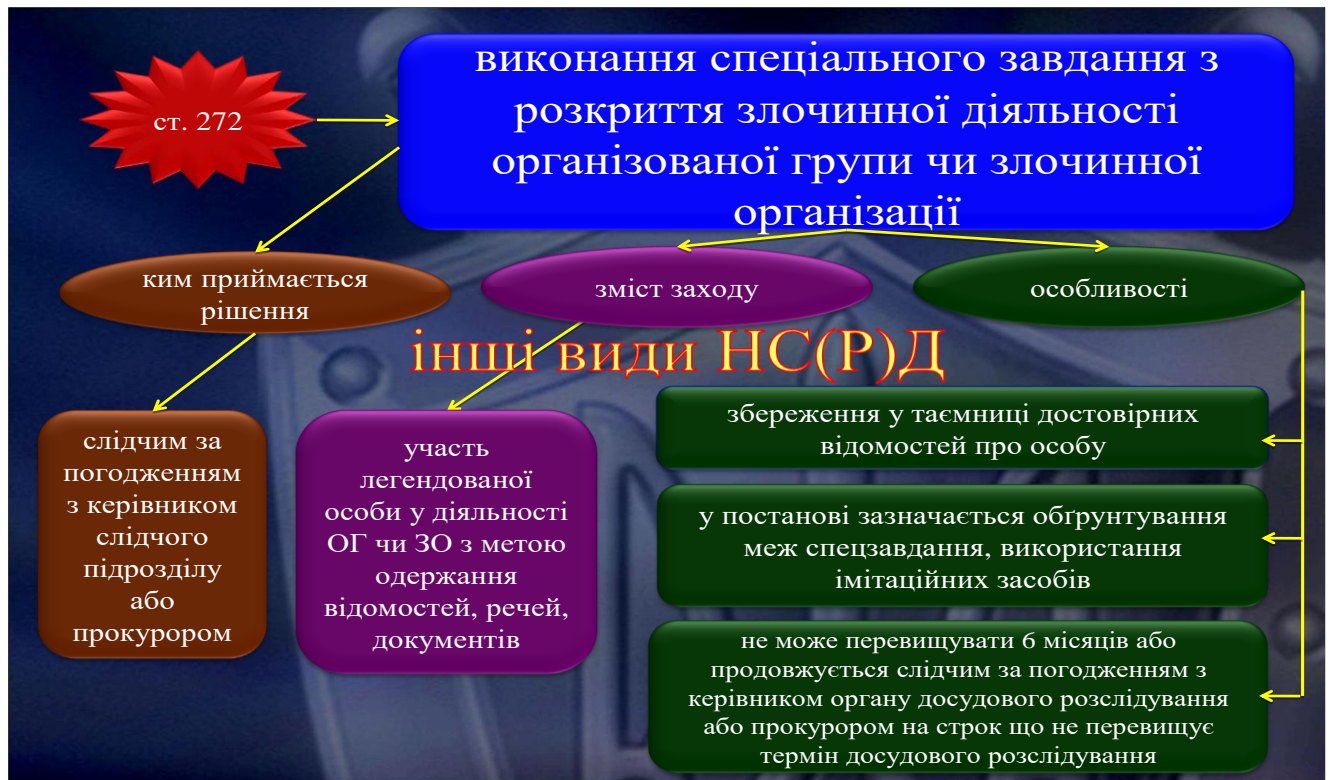 ст. 272
виконання спеціального завдання з
розкриття злочинної діяльності
організованої групи чи злочинної
організації
ким приймається
рішення
зміст заходу
особливості
інші види НС(Р)Д
слідчим за
погодженням
з керівником
слідчого
підрозділу
або
прокурором
участь
легендованої
особи у діяльності
ОГ чи ЗО з метою
одержання
відомостей, речей,
документів
збереження у таємниці достовірних
відомостей про особу
у постанові зазначається обґрунтування
меж спецзавдання, використання
імітаційних засобів
не може перевищувати 6 місяців або
продовжується слідчим за погодженням з
керівником органу досудового розслідування
або прокурором на строк що не перевищує
термін досудового розслідування